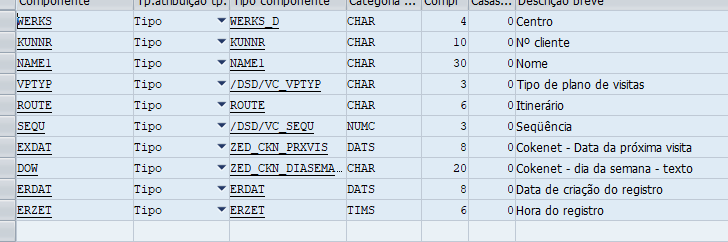 Componente Tp.atribuição tp. Tipo componente Categoria ... Compr Casas... Descrição breve
WERKS Tipo WERKS_D CHAR 4 0 Centro
KUNNR Tipo KUNNR CHAR 10 0 Nº cliente
NAME1 Tipo NAME1 CHAR 30 0 Nome
VPTYP Tipo /DSD/VC_VPTYP CHAR 3 0 Tipo de plano de visitas
ROUTE Tipo ROUTE CHAR 6 0 Itinerário
SEQU Tipo /DSD/VC_SEQU NUMC 3 0 Seqüência
EXDAT Tipo ZED_CKN_PRXVIS DATS 8 0 Cokenet - Data da próxima visita
DOW Tipo ZED_CKN_DIASEMA... CHAR 20 0 Cokenet - dia da semana - texto
ERDAT Tipo ERDAT DATS 8 0 Data de criação do registro
ERZET Tipo ERZET TIMS 6 0 Hora do registro